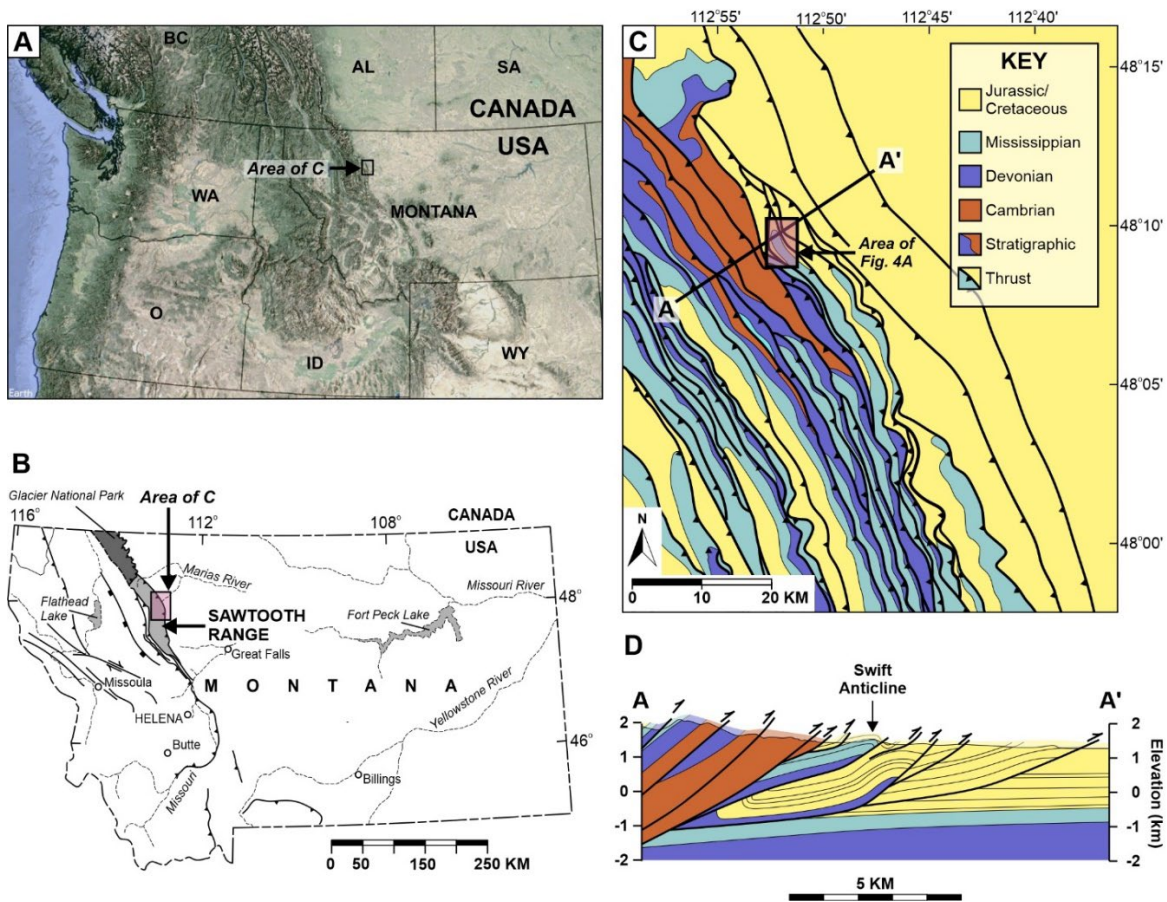 A
BC
AL
SA
CANADA
USA
Area of C
WA
MONTANA
O
ID
WY
Earth
B
Glacier National Park
Area of C
116
112°
108°
CANADA
USA
Marias River
Missouri River
48°
Flathead
Lake
SAWTOOTH
RANGE
Fort Peck Lake
Great Falls
Missoula
MONTANA
Yellowstone River
HELENA
46°
Butte
Missouri
Billings
0 50 100 150 200 250 KM
C
112°55' 112°50' 112°45' 112°40'
KEY
Jurassic/
Cretaceous
Mississippian
Devonian
Cambrian
Stratigraphic
Thrust
48°15'
A'
48°10'
Area of
Fig. 4A
A
48°05'
N
48°00'
0 10 20 KM
D
Swift
Anticline
A
A'
2
1
0
-1
-2
2
1
0
-1
-2
Elevation (km)
5 KM